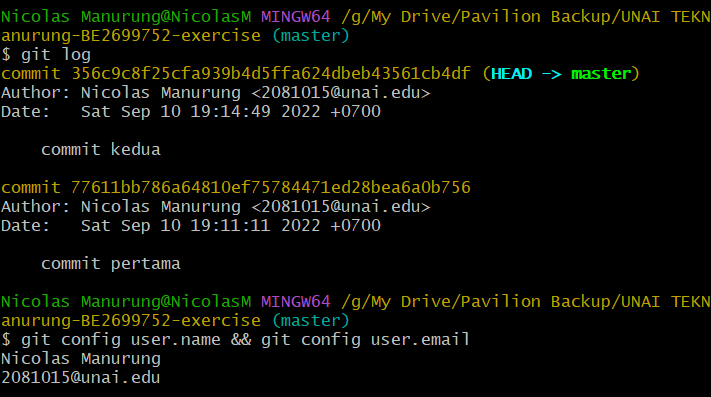 Nicolas Manurung@NicolasM MINGW64 /g/My Drive/Pavilion Backup/UNAI TEKN
anurung-BE2699752-exercise (master)
$ git log
commit 356c9c8f25cfa939b4d5ffa624dbeb43561cb4df (HEAD -> master)
Author: Nicolas Manurung <2081015@unai.edu>
Date:   Sat Sep 10 19:14:49 2022 +0700
    commit kedua
commit 77611bb786a64810ef75784471ed28bea6a0b756
Author: Nicolas Manurung <2081015@unai.edu>
Date:   Sat Sep 10 19:11:11 2022 +0700
    commit pertama
Nicolas Manurung@NicolasM MINGW64 /g/My Drive/Pavilion Backup/UNAI TEKN
anurung-BE2699752-exercise (master)
$ git config user.name && git config user.email
Nicolas Manurung
2081015@unai.edu